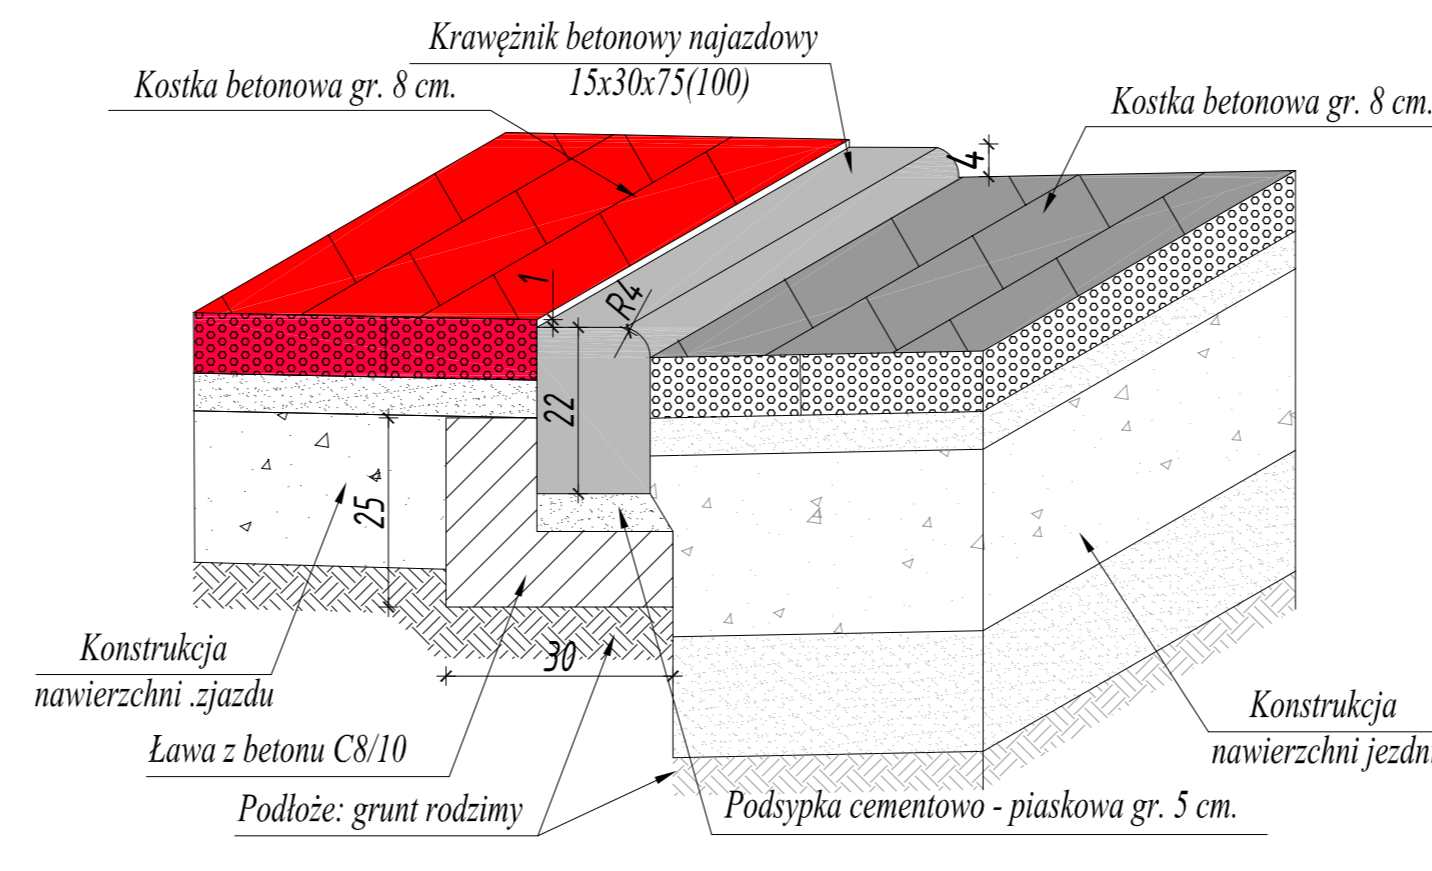 Krawężnik betonowy najazdowy
15x30x75(100)
Kostka betonowa gr. 8 cm.
Kostka betonowa gr. 8 cm.
4
1
R4
22
25
30
Konstrukcja
nawierzchni .zjazdu
Ława z betonu C8/10
Podłoże: grunt rodzimy
Podsypka cementowo - piaskowa gr. 5 cm.
Konstrukcja
nawierzchni jezdni